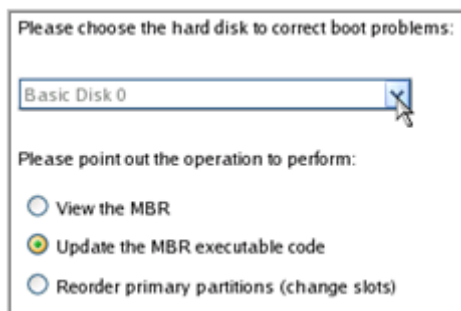 Please choose the hard disk to correct boot problems:
Basic Disk 0
Please point out the operation to perform:
View the MBR
Update the MBR executable code
Reorder primary partitions (change slots)